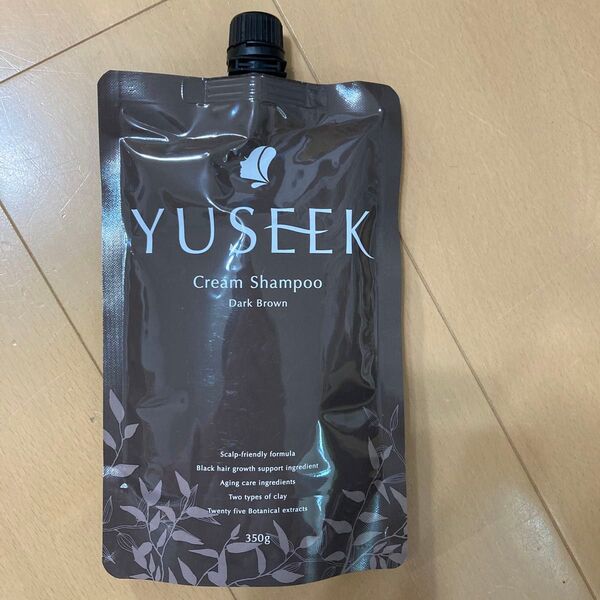 YUSEEK
Cream Shampoo
Dark Brown
Scalp-friendly formula
Black hair growth support ingredient
Aging care ingredients
Two types of clay
Twenty five Botanical extracts
350g